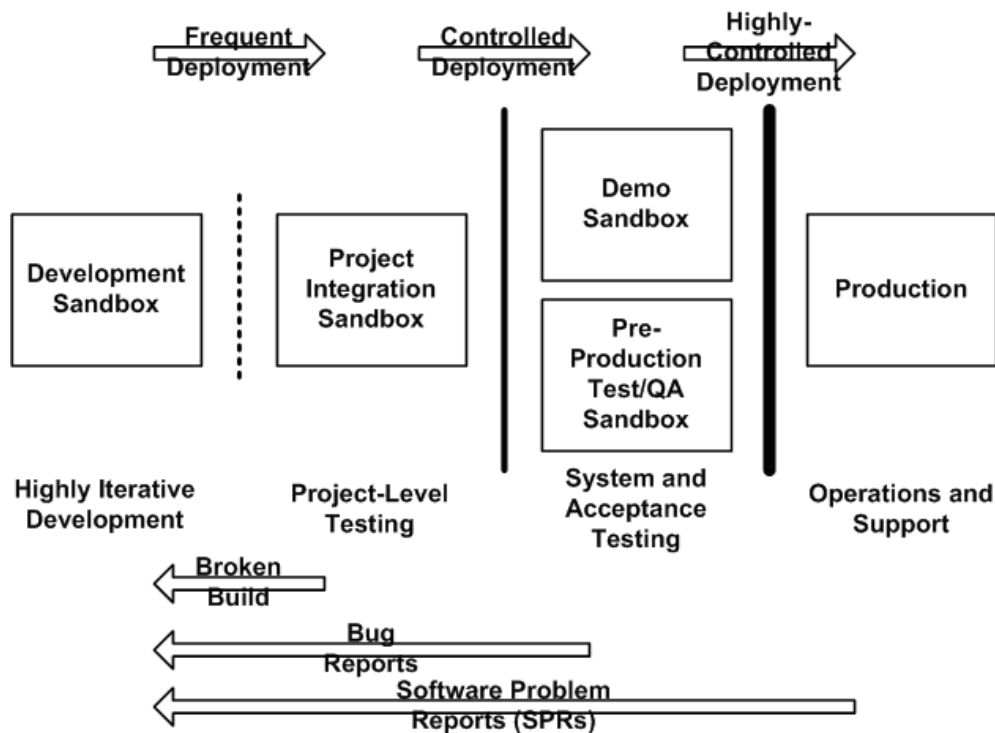 Frequent
Deployment
Controlled
Deployment
Highly-
Controlled
Deployment
Development
Sandbox
Project
Integration
Sandbox
Demo
Sandbox
Pre-
Production
Test/QA
Sandbox
Production
Highly Iterative
Development
Project-Level
Testing
System and
Acceptance
Testing
Operations and
Support
Broken
Build
Bug
Reports
Software Problem
Reports (SPRs)